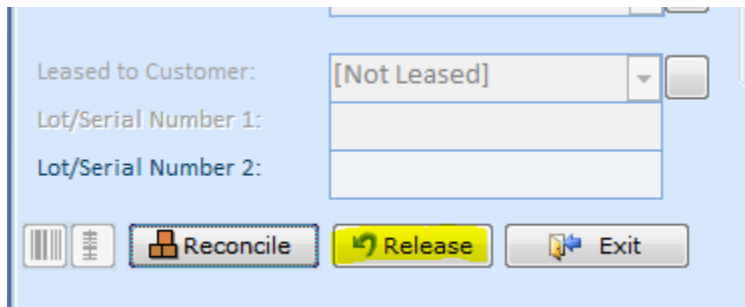 Leased to Customer: [Not Leased]
Lot/Serial Number 1:
Lot/Serial Number 2:
Reconcile Release Exit